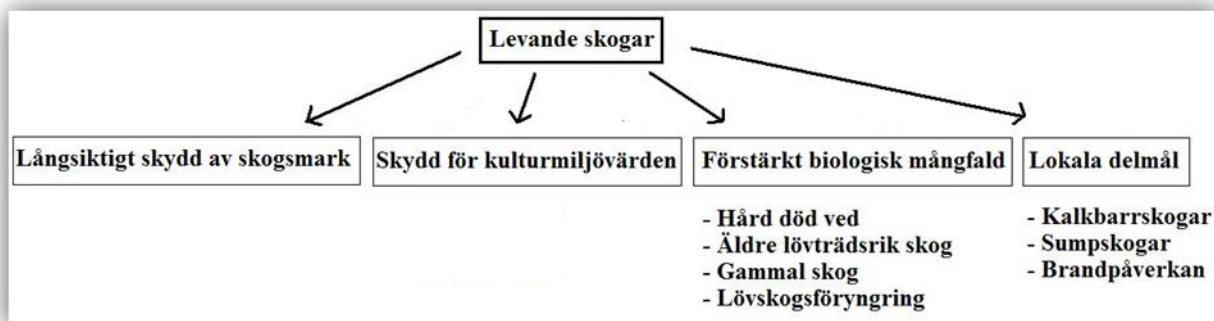 Levande skogar
Långsiktigt skydd av skogsmark
Skydd för kulturmiljövärden
Förstärkt biologisk mångfald
- Hård död ved
- Äldre lövträdsrik skog
- Gammal skog
- Lövskogsföryngring
Lokala delmål
- Kalkbarrskogar
- Sumpskogar
- Brandpåverkan